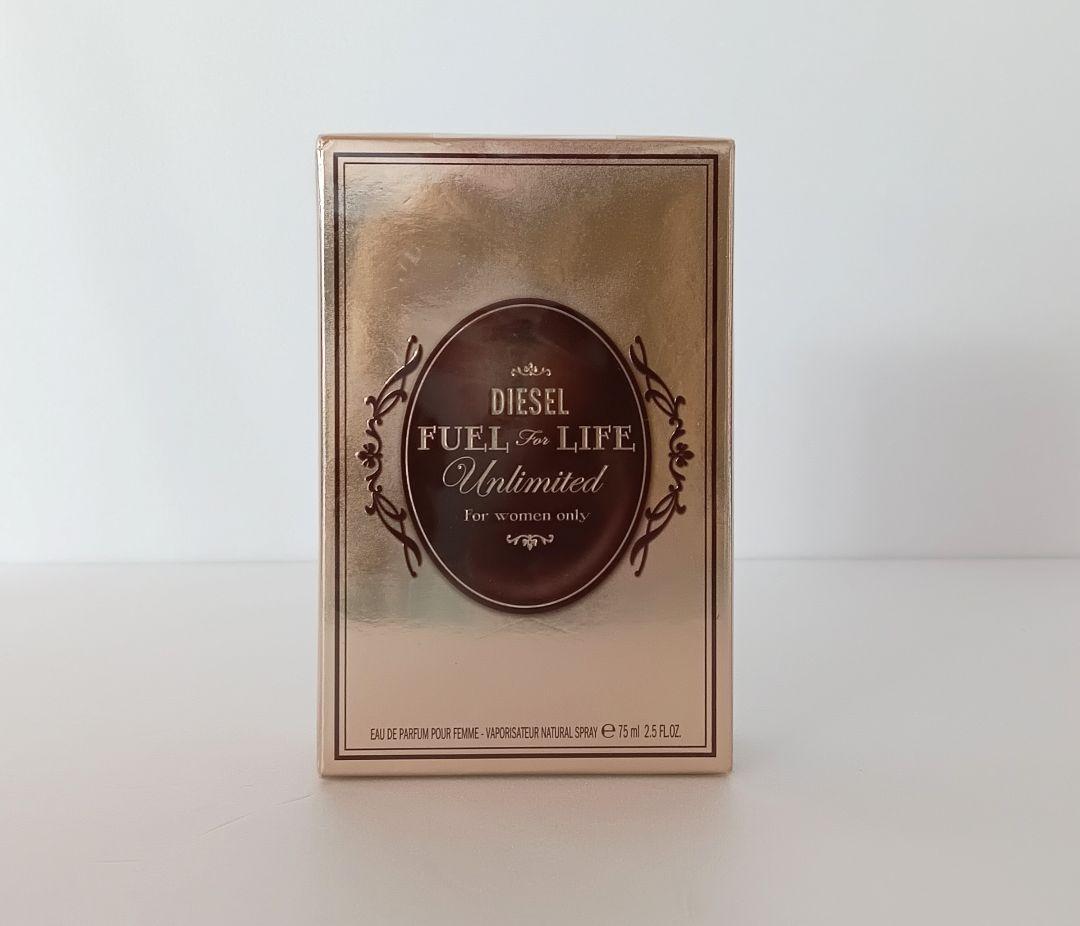 DIESEL
FUEL For LIFE
Unlimited
For women only
EAU DE PARFUM POUR FEMME - VAPORISATEUR NATURAL SPRAY ℮ 75 ml 2.5 FL.OZ.